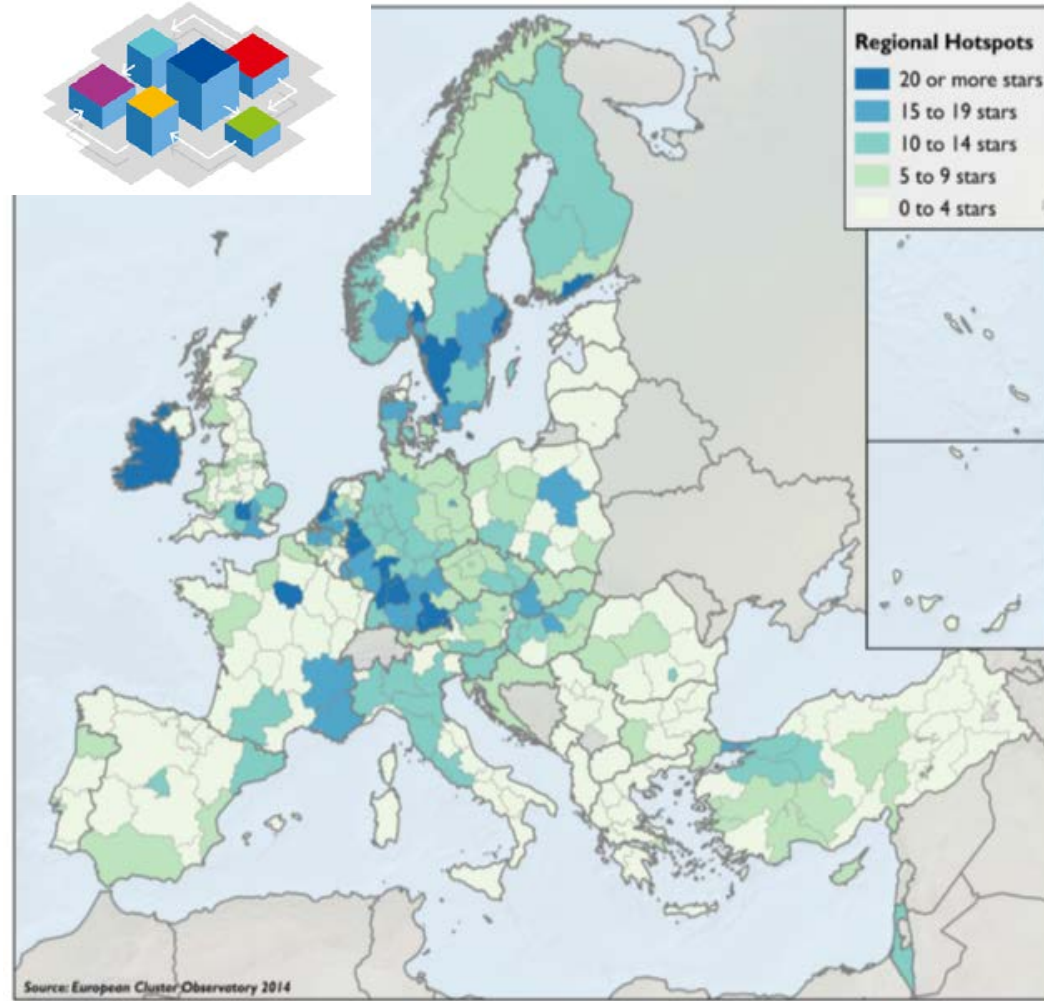 Regional Hotspots
20 or more stars
15 to 19 stars
10 to 14 stars
5 to 9 stars
0 to 4 stars
Source: European Cluster Observatory 2014